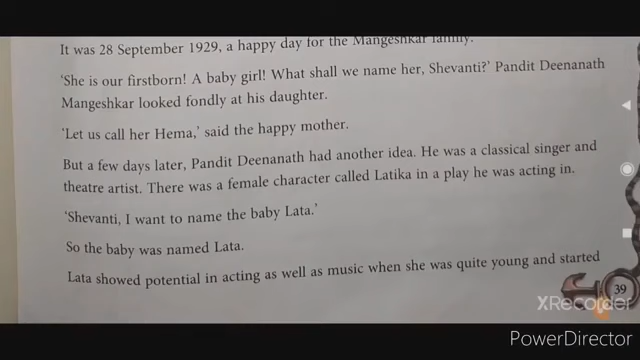 It was 28 September 1929, a happy day for the Mangeshkar family.
‘She is our firstborn! A baby girl! What shall we name her, Shevanti?’ Pandit Deenanath
Mangeshkar looked fondly at his daughter.
‘Let us call her Hema,’ said the happy mother.
But a few days later, Pandit Deenanath had another idea. He was a classical singer and
theatre artist. There was a female character called Latika in a play he was acting in.
‘Shevanti, I want to name the baby Lata.’
So the baby was named Lata.
Lata showed potential in acting as well as music when she was quite young and started
39
XRecorder
PowerDirector